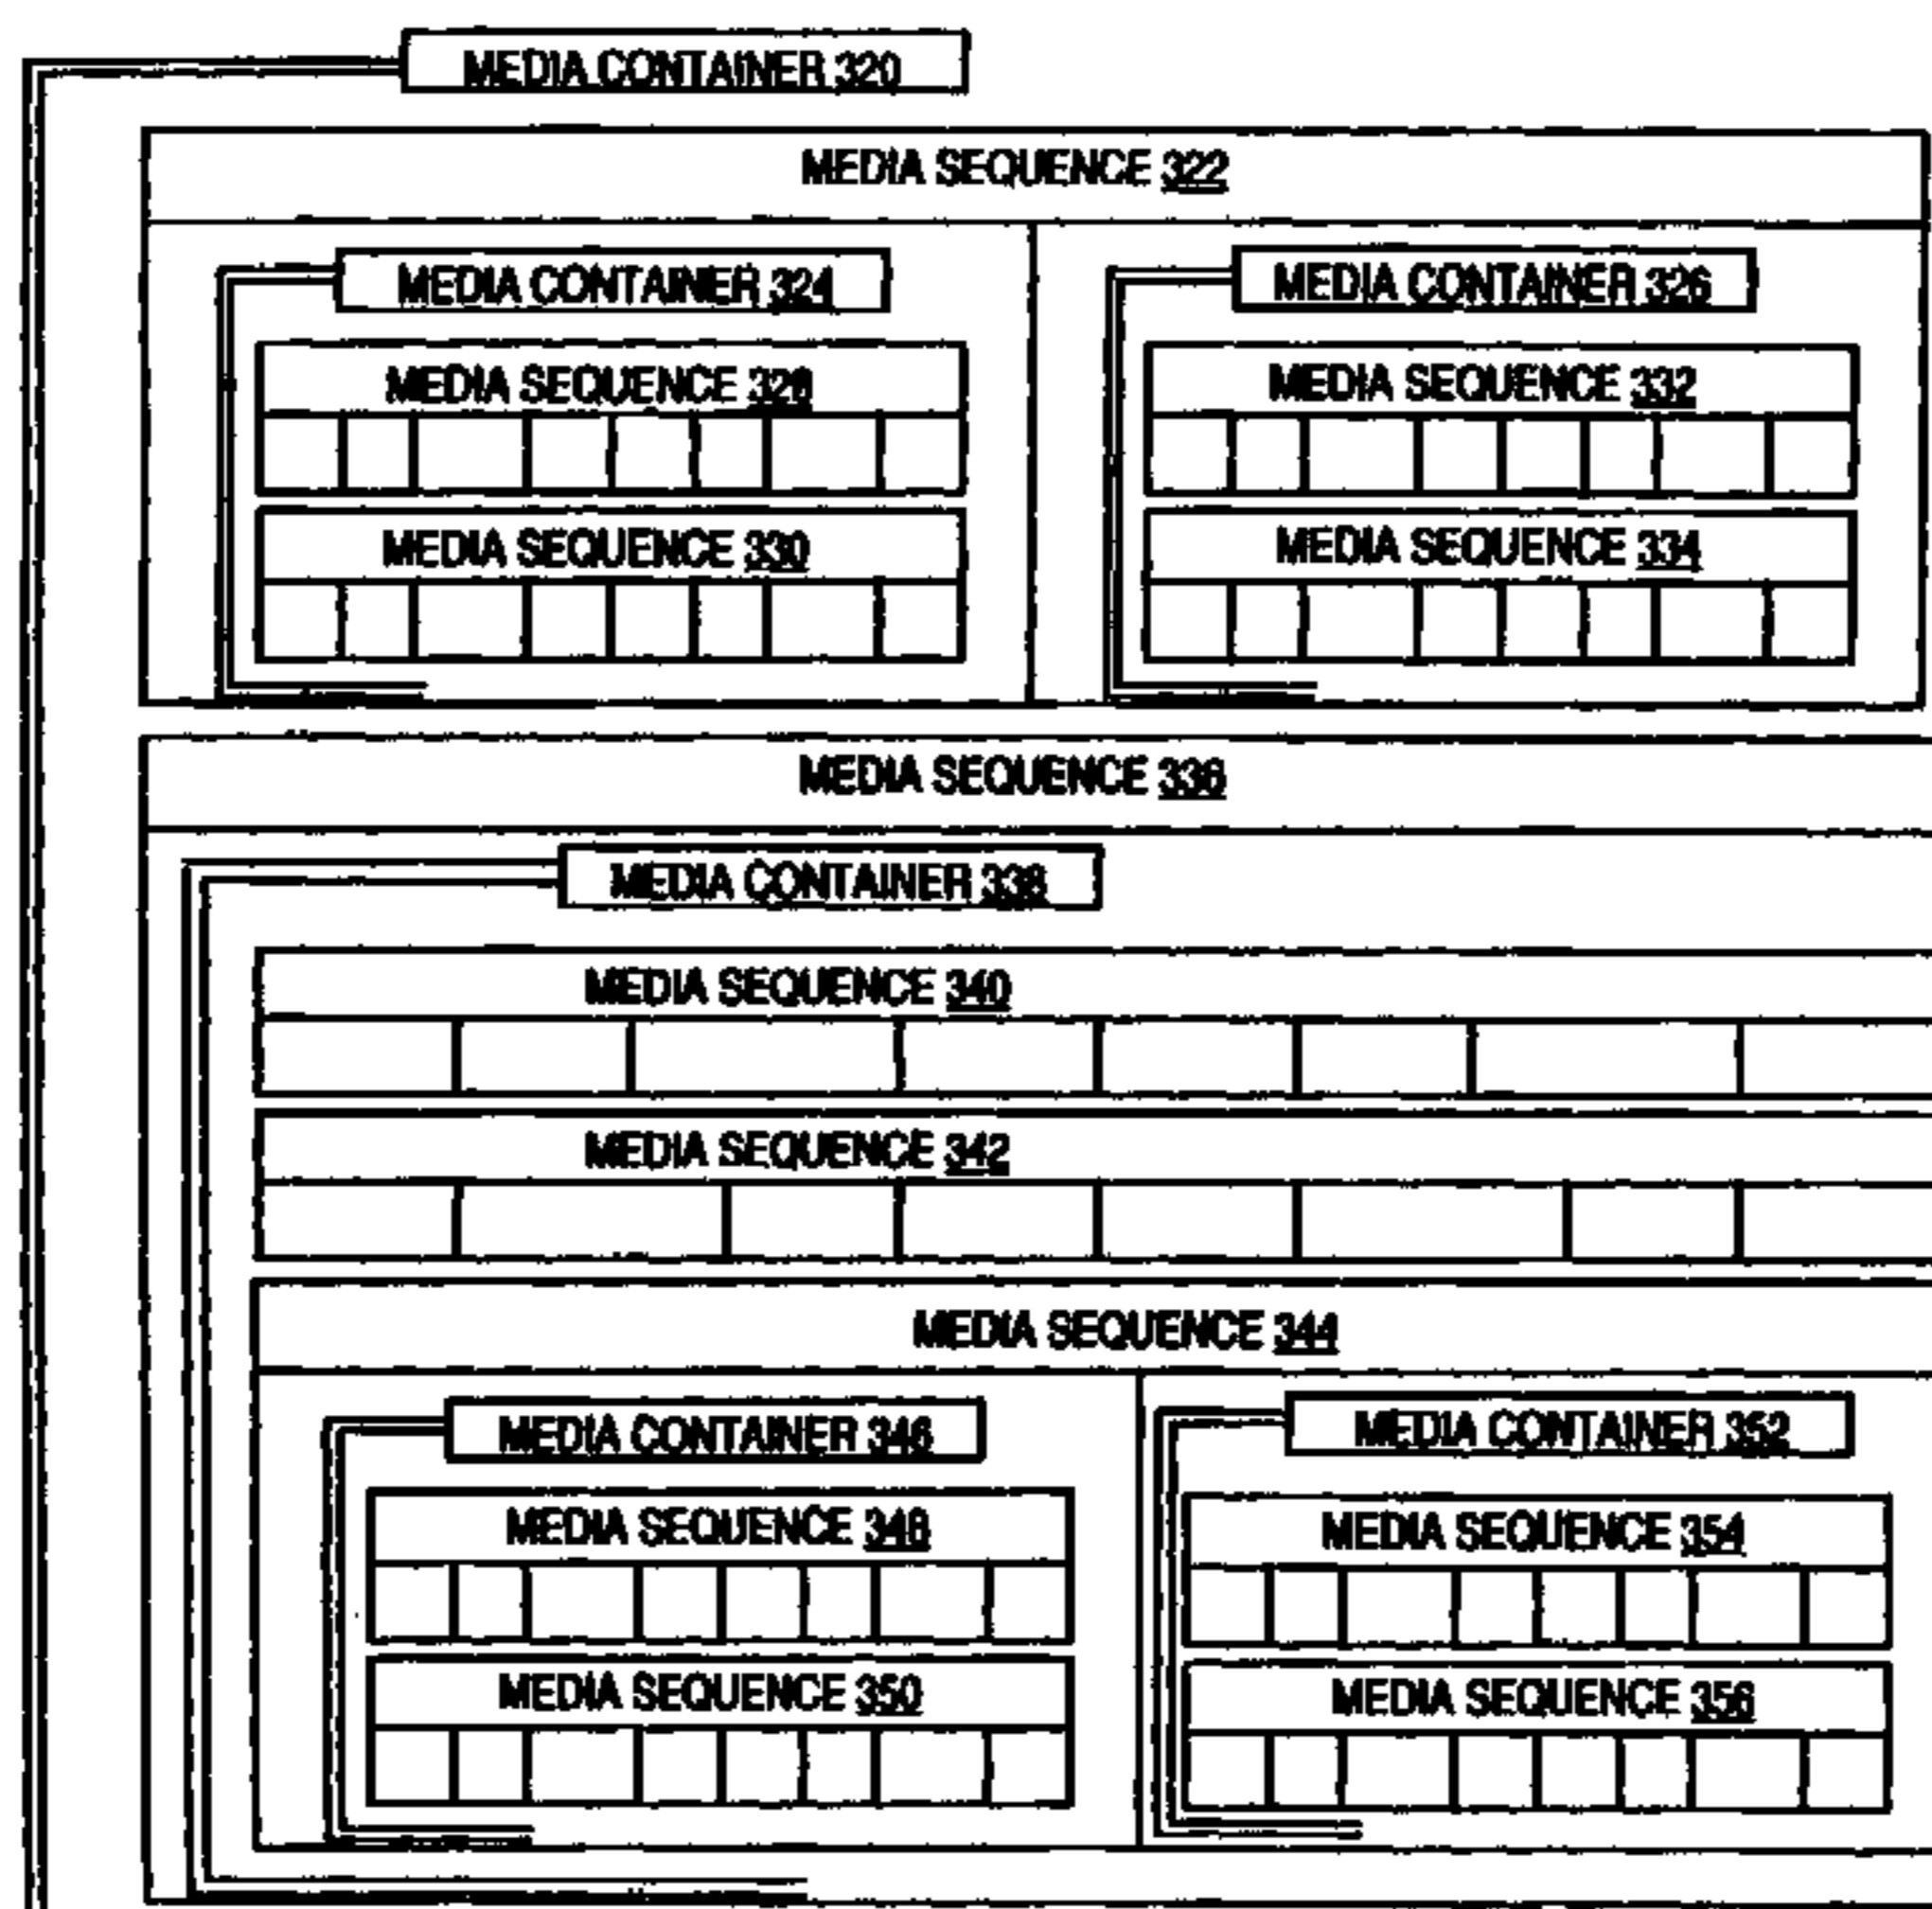 MEDIA CONTAINER 320
MEDIA SEQUENCE 322
MEDIA CONTAINER 324
MEDIA CONTAINER 326
MEDIA SEQUENCE 328
MEDIA SEQUENCE 332
MEDIA SEQUENCE 330
MEDIA SEQUENCE 334
MEDIA SEQUENCE 336
MEDIA CONTAINER 338
MEDIA SEQUENCE 340
MEDIA SEQUENCE 342
MEDIA SEQUENCE 344
MEDIA CONTAINER 346
MEDIA CONTAINER 352
MEDIA SEQUENCE 348
MEDIA SEQUENCE 354
MEDIA SEQUENCE 350
MEDIA SEQUENCE 356